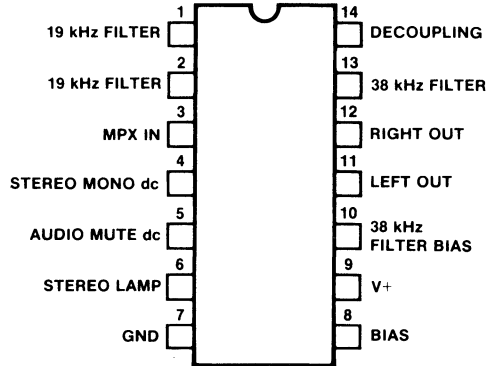 1
19 kHz FILTER
2
19 kHz FILTER
3
MPX IN
4
STEREO MONO dc
5
AUDIO MUTE dc
6
STEREO LAMP
7
GND
14
DECOUPLING
13
38 kHz FILTER
12
RIGHT OUT
11
LEFT OUT
10
38 kHz
FILTER BIAS
9
V+
8
BIAS